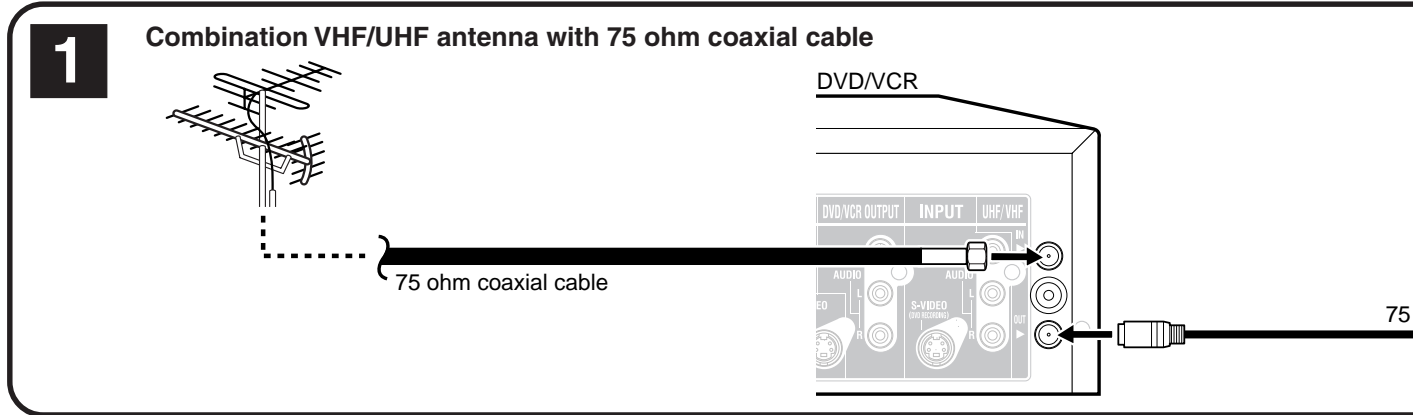 1
Combination VHF/UHF antenna with 75 ohm coaxial cable
DVD/VCR
DVD/VCR OUTPUT INPUT UHF/VHF
IN
75 ohm coaxial cable
AUDIO AUDIO
EO L S-VIDEO L
(DVD RECORDING) OUT
R R
75